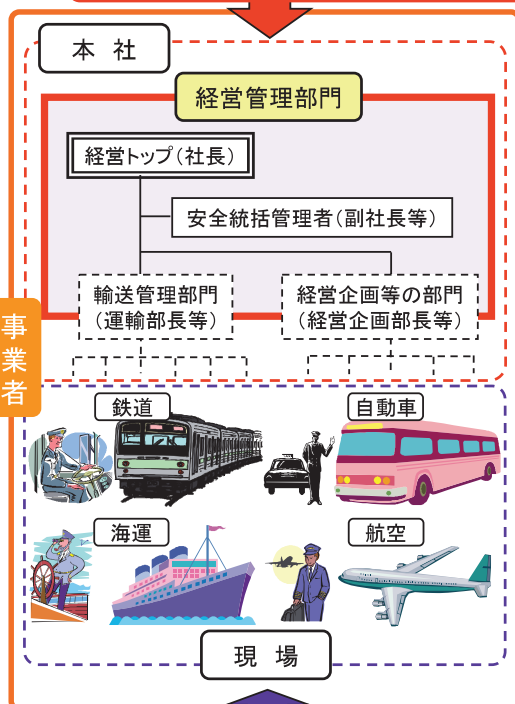 本 社
経営管理部門
経営トップ(社長)
安全統括管理者(副社長等)
輸送管理部門
(運輸部長等)
経営企画等の部門
(経営企画部長等)
事業者
鉄道
自動車
海運
航空
現 場